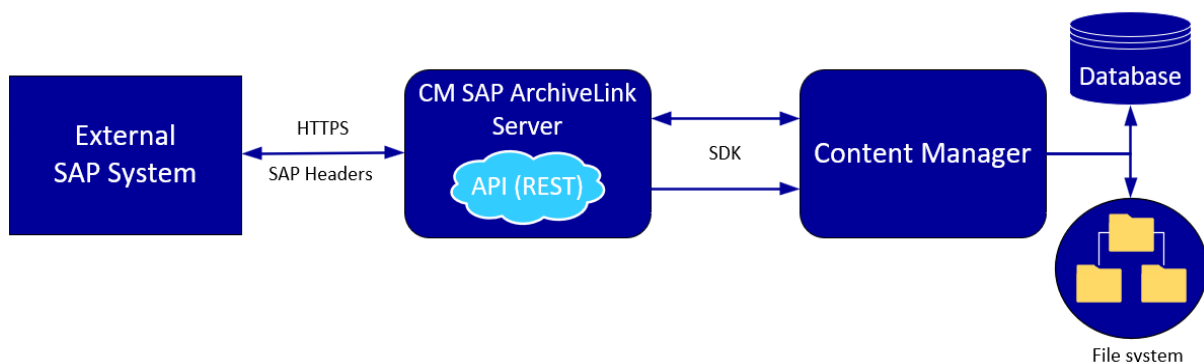 External
SAP System
HTTPS
SAP Headers
CM SAP ArchiveLink
Server
API (REST)
SDK
Content Manager
Database
File system